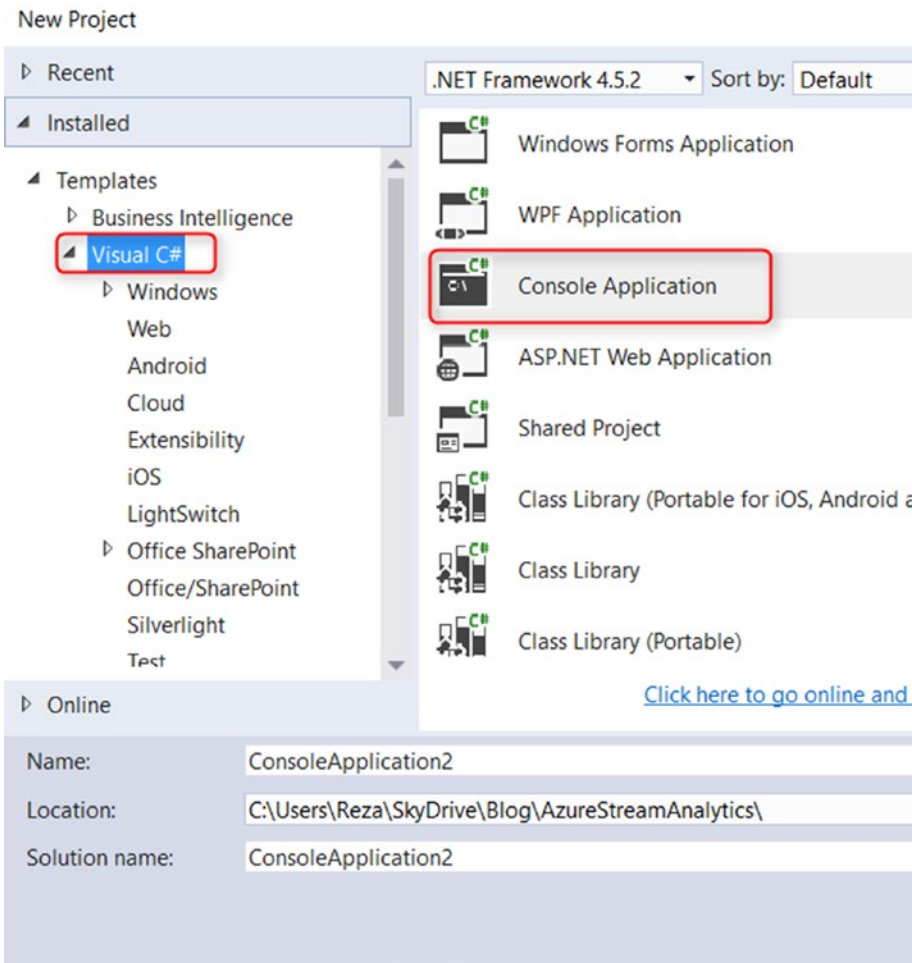 New Project
Recent
.NET Framework 4.5.2 Sort by: Default
Installed
Templates
Business Intelligence
Visual C#
Windows
Web
Android
Cloud
Extensibility
iOS
LightSwitch
Office SharePoint
Office/SharePoint
Silverlight
Test
Online
C# Windows Forms Application
C# WPF Application
C# C:\ Console Application
C# ASP.NET Web Application
C# Shared Project
C# Class Library (Portable for iOS, Android a
C# Class Library
C# Class Library (Portable)
Click here to go online and
Name: ConsoleApplication2
Location: C:\Users\Reza\SkyDrive\Blog\AzureStreamAnalytics\
Solution name: ConsoleApplication2